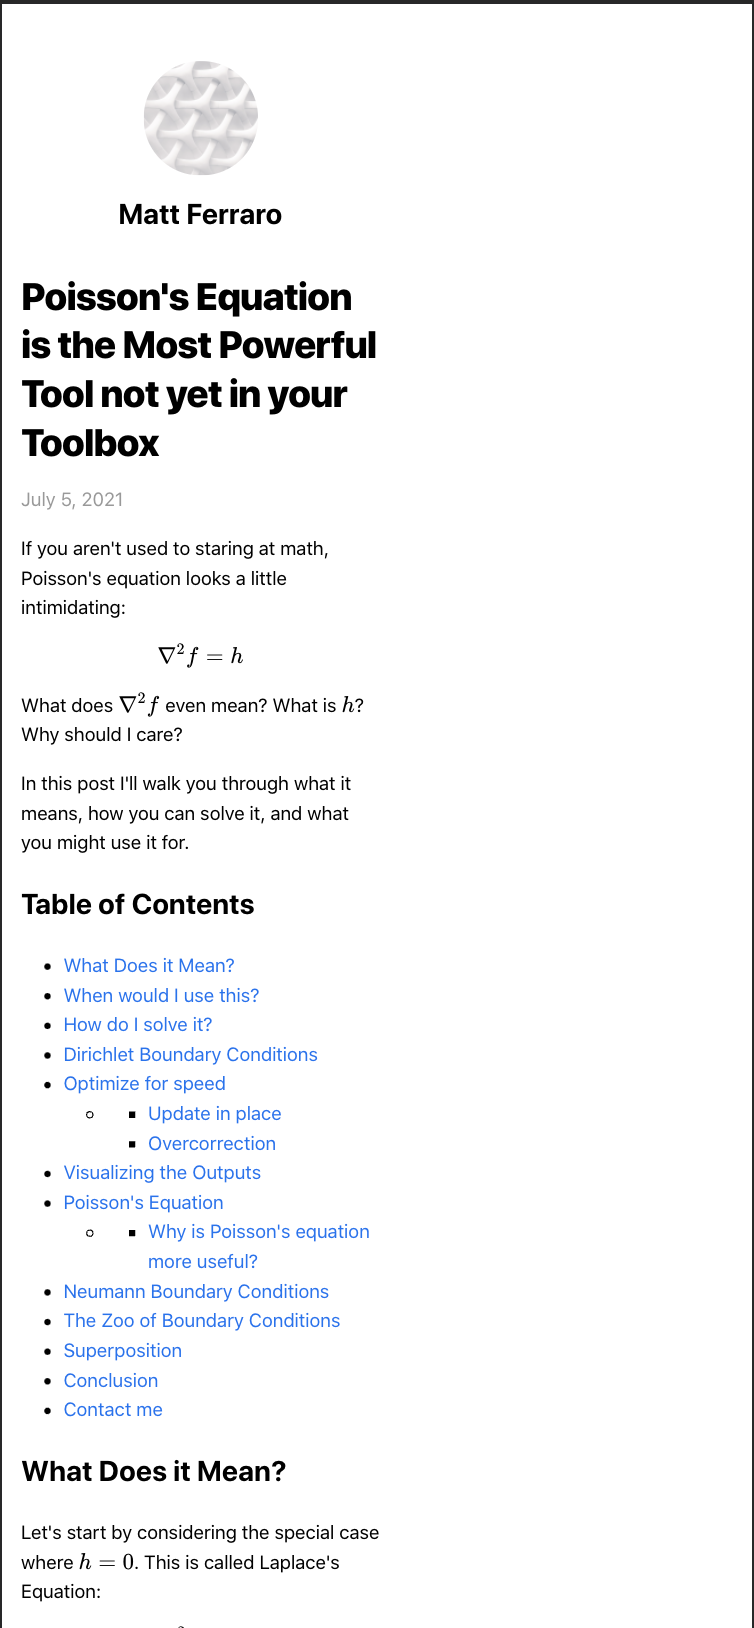 Matt Ferraro
Poisson's Equation
is the Most Powerful
Tool not yet in your
Toolbox
July 5, 2021
If you aren't used to staring at math,
Poisson's equation looks a little
intimidating:
∇²f = h
What does ∇²f even mean? What is h?
Why should I care?
In this post I'll walk you through what it
means, how you can solve it, and what
you might use it for.
Table of Contents
What Does it Mean?
When would I use this?
How do I solve it?
Dirichlet Boundary Conditions
Optimize for speed
Update in place
Overcorrection
Visualizing the Outputs
Poisson's Equation
Why is Poisson's equation
more useful?
Neumann Boundary Conditions
The Zoo of Boundary Conditions
Superposition
Conclusion
Contact me
What Does it Mean?
Let's start by considering the special case
where h = 0. This is called Laplace's
Equation: